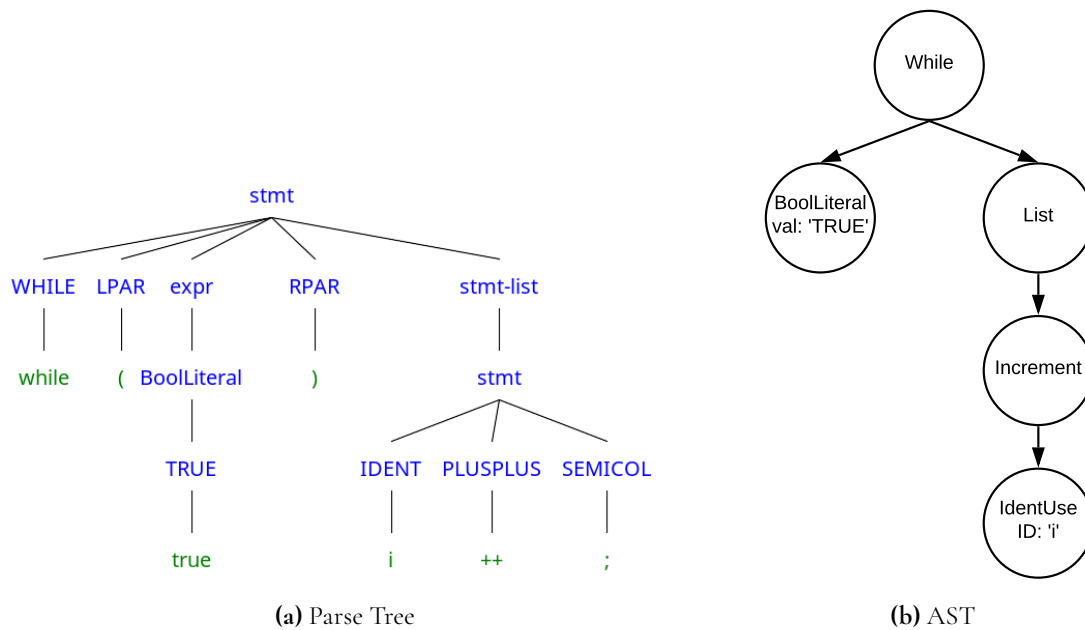 stmt
WHILE LPAR expr RPAR stmt-list
while ( BoolLiteral ) stmt
TRUE IDENT PLUSPLUS SEMICOL
true i ++ ;
(a) Parse Tree
While
BoolLiteral
val: 'TRUE'
List
Increment
IdentUse
ID: 'i'
(b) AST